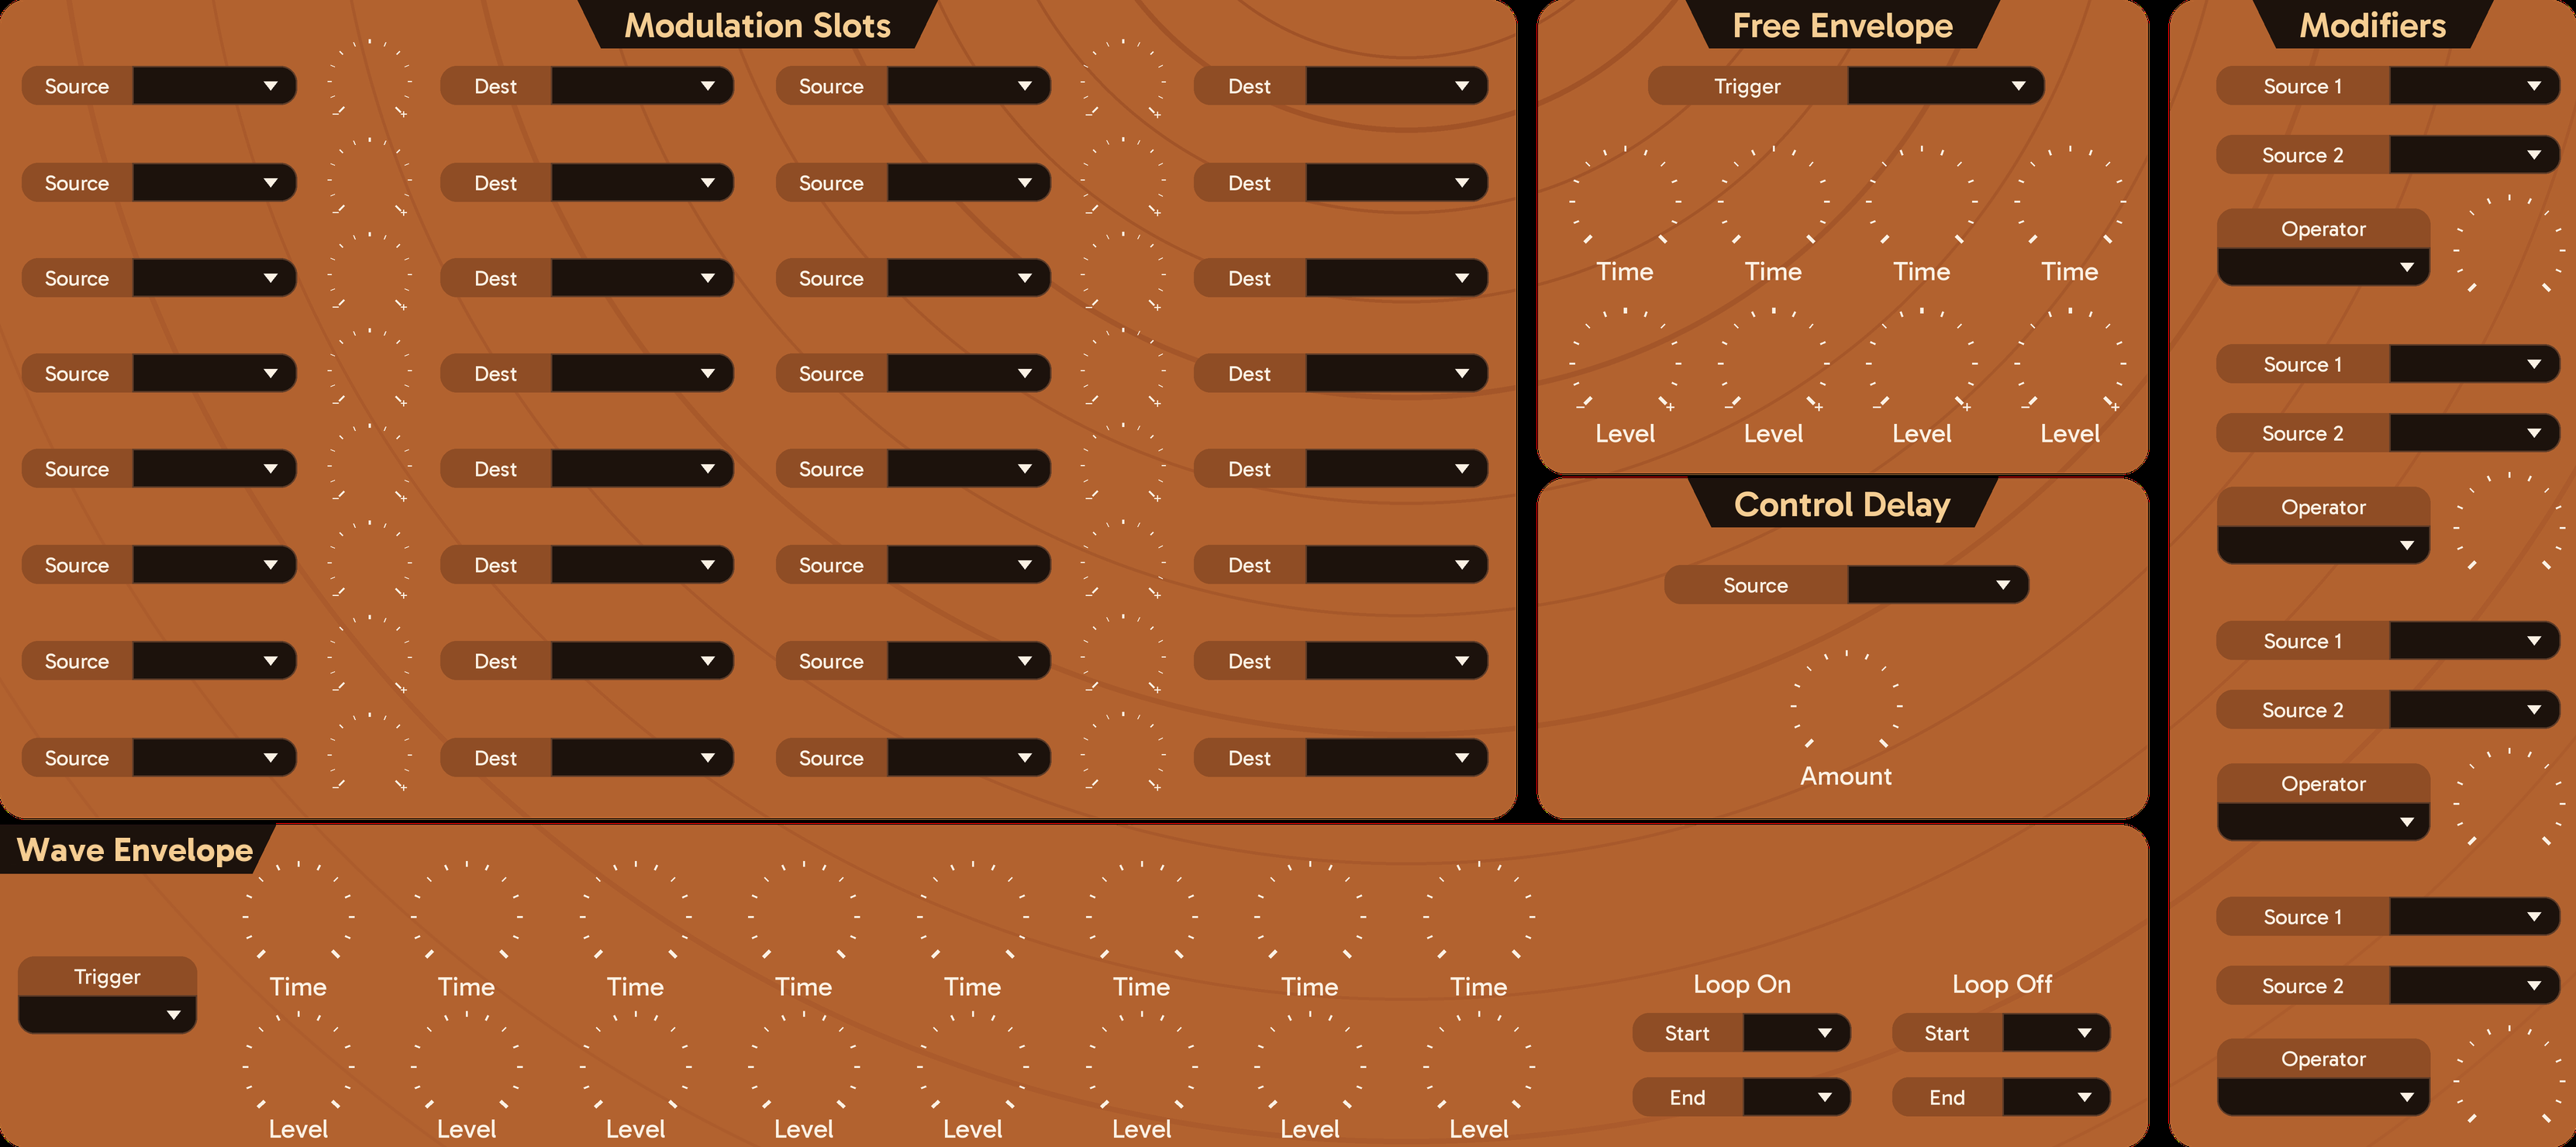 Modulation Slots
Source Dest Source Dest
Source Dest Source Dest
Source Dest Source Dest
Source Dest Source Dest
Source Dest Source Dest
Source Dest Source Dest
Source Dest Source Dest
Source Dest Source Dest
Free Envelope
Trigger
Time Time Time Time
Level Level Level Level
Control Delay
Source
Amount
Modifiers
Source 1
Source 2
Operator
Source 1
Source 2
Operator
Source 1
Source 2
Operator
Source 1
Source 2
Operator
Wave Envelope
Trigger
Time Time Time Time Time Time Time Time
Level Level Level Level Level Level Level Level
Loop On Loop Off
Start Start
End End